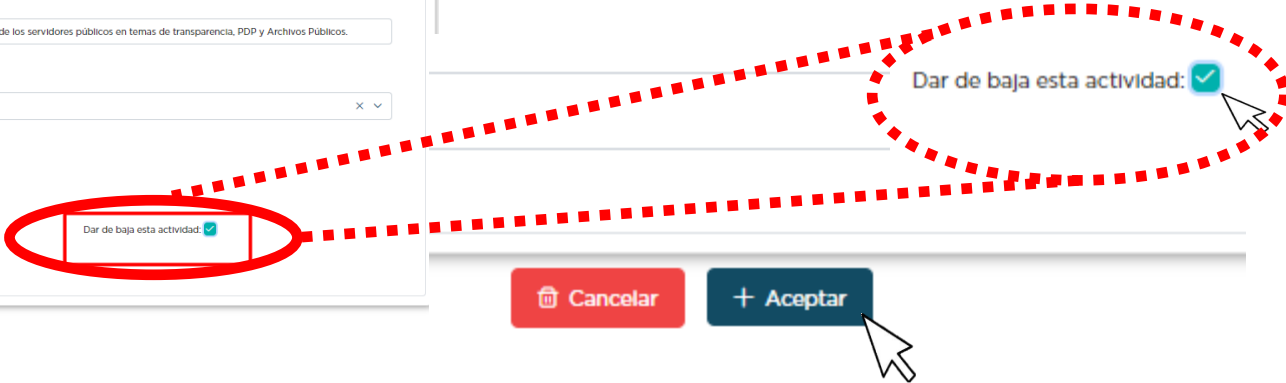 de los servidores públicos en temas de transparencia, PDP y Archivos Públicos.
Dar de baja esta actividad:
Dar de baja esta actividad:
Cancelar
+ Aceptar